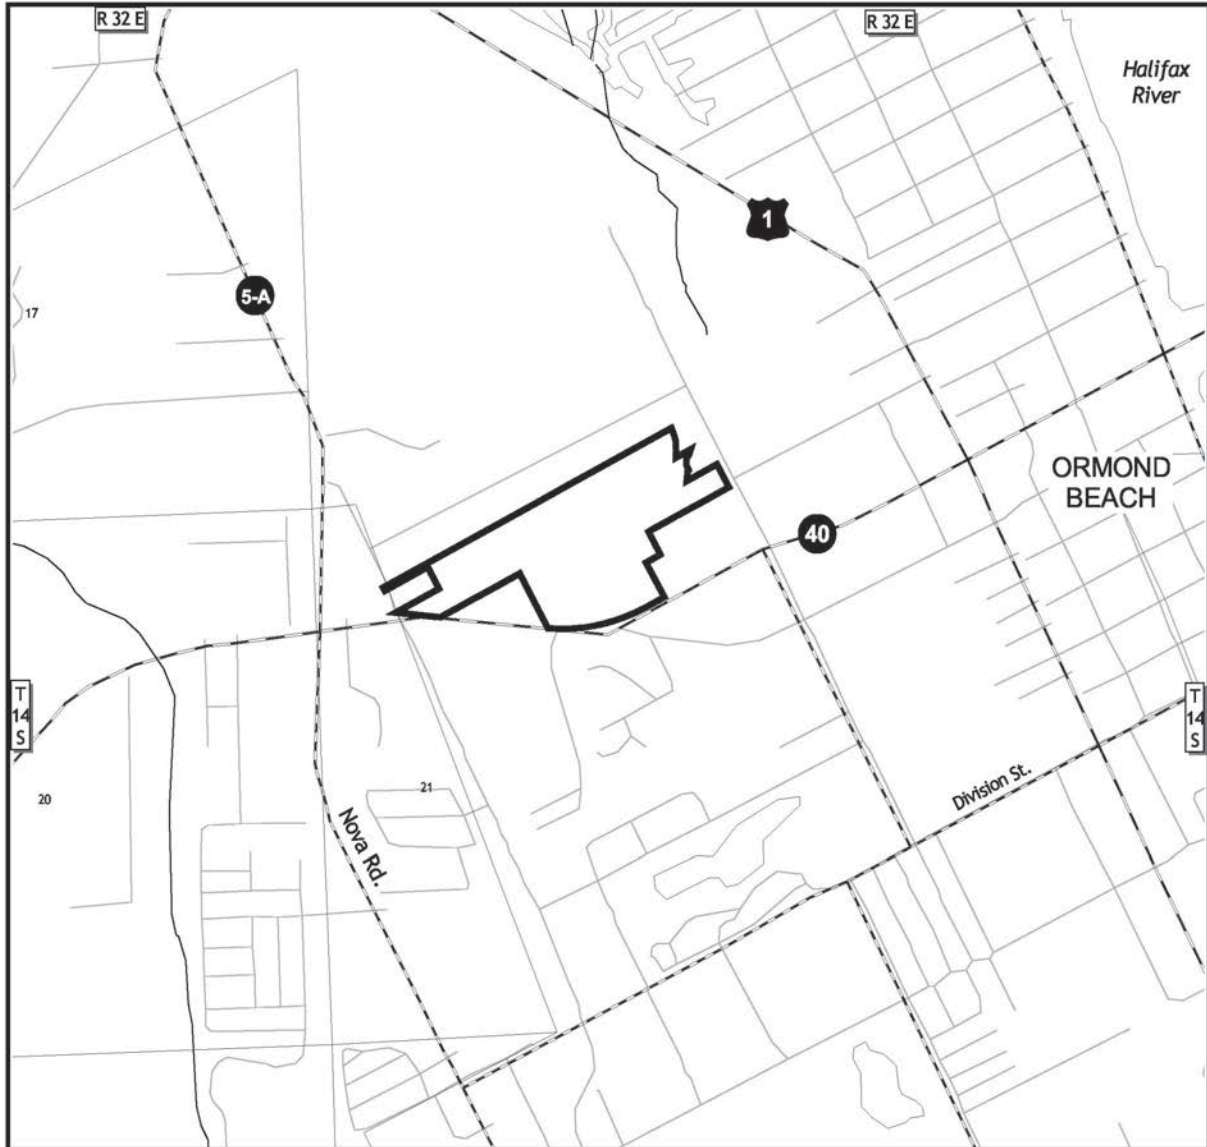 R 32 E
R 32 E
Halifax
River
1
5-A
17
ORMOND
BEACH
40
T
14
S
T
14
S
20
21
Division St.
Nova Rd.